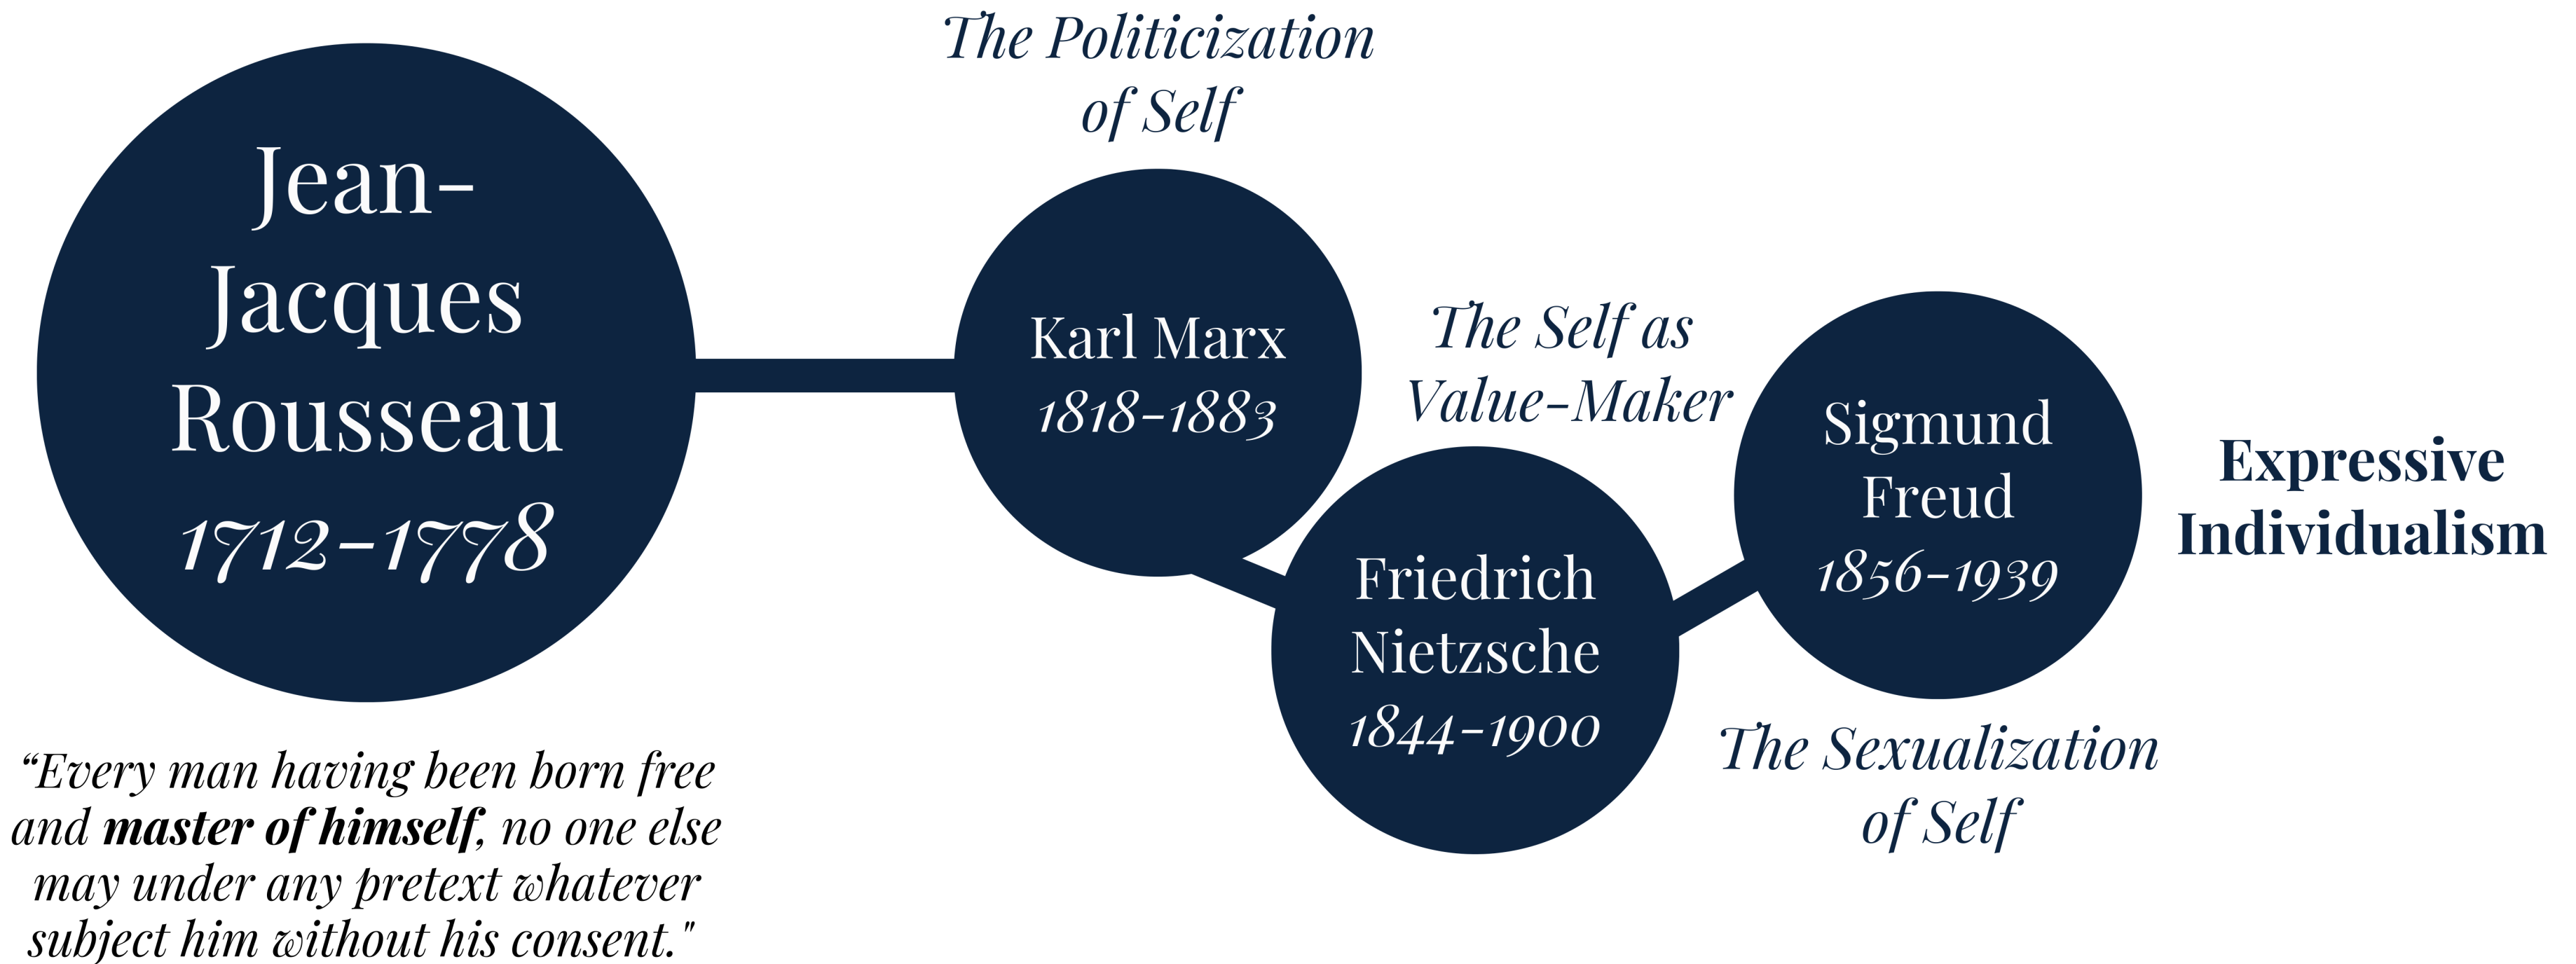 Jean-
Jacques
Rousseau
1712–1778
“Every man having been born free
and master of himself, no one else
may under any pretext whatever
subject him without his consent."
The Politicization
of Self
Karl Marx
1818–1883
The Self as
Value-Maker
Friedrich
Nietzsche
1844–1900
Sigmund
Freud
1856–1939
The Sexualization
of Self
Expressive
Individualism